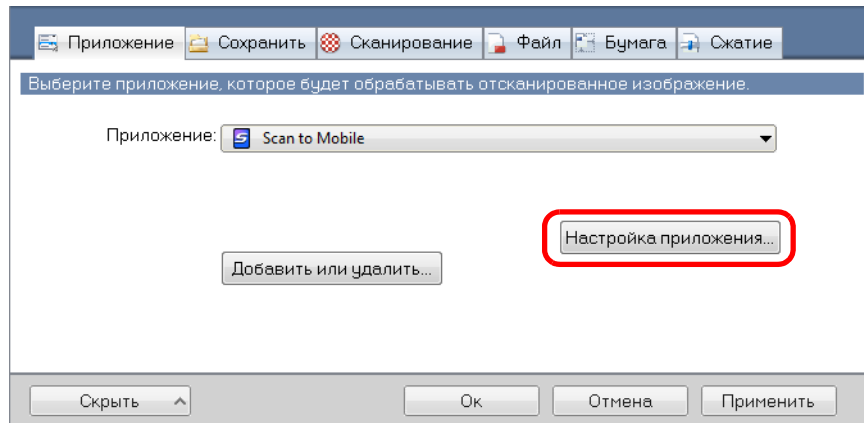 Приложение Сохранить Сканирование Файл Бумага Сжатие
Выберите приложение, которое будет обрабатывать отсканированное изображение.
Приложение: Scan to Mobile
Настройка приложения...
Добавить или удалить...
Скрыть Ок Отмена Применить